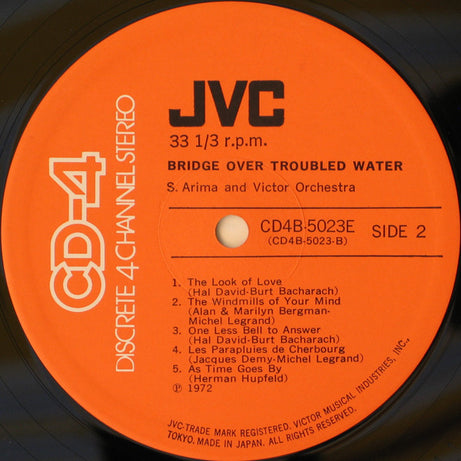 JVC
33 1/3 r.p.m.
BRIDGE OVER TROUBLED WATER
S. Arima and Victor Orchestra
CD4B-5023E
(CD4B-5023-B)
SIDE 2
CD-4
DISCRETE 4 CHANNEL STEREO
1. The Look of Love
(Hal David-Burt Bacharach)
2. The Windmills of Your Mind
(Alan & Marilyn Bergman-
Michel Legrand)
3. One Less Bell to Answer
(Hal David-Burt Bacharach)
4. Les Parapluies de Cherbourg
(Jacques Demy-Michel Legrand)
5. As Time Goes By
(Herman Hupfeld)
℗ 1972
JVC-TRADE MARK REGISTERED. VICTOR MUSICAL INDUSTRIES, INC.,
TOKYO. MADE IN JAPAN. ALL RIGHTS RESERVED.